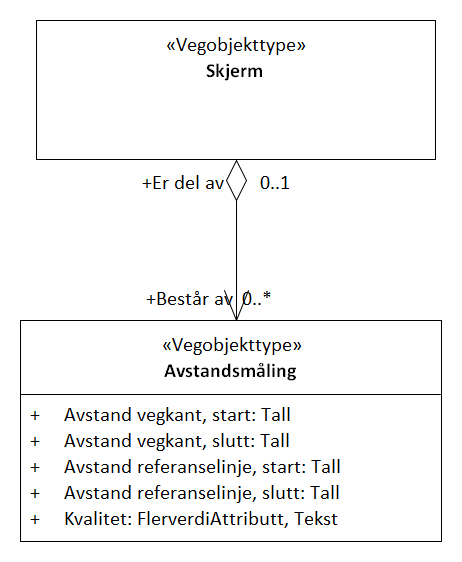 «Vegobjekttype»
Skjerm
+Er del av 0..1
+Består av 0..*
«Vegobjekttype»
Avstandsmåling
+ Avstand vegkant, start: Tall
+ Avstand vegkant, slutt: Tall
+ Avstand referanselinje, start: Tall
+ Avstand referanselinje, slutt: Tall
+ Kvalitet: FlerverdiAttributt, Tekst